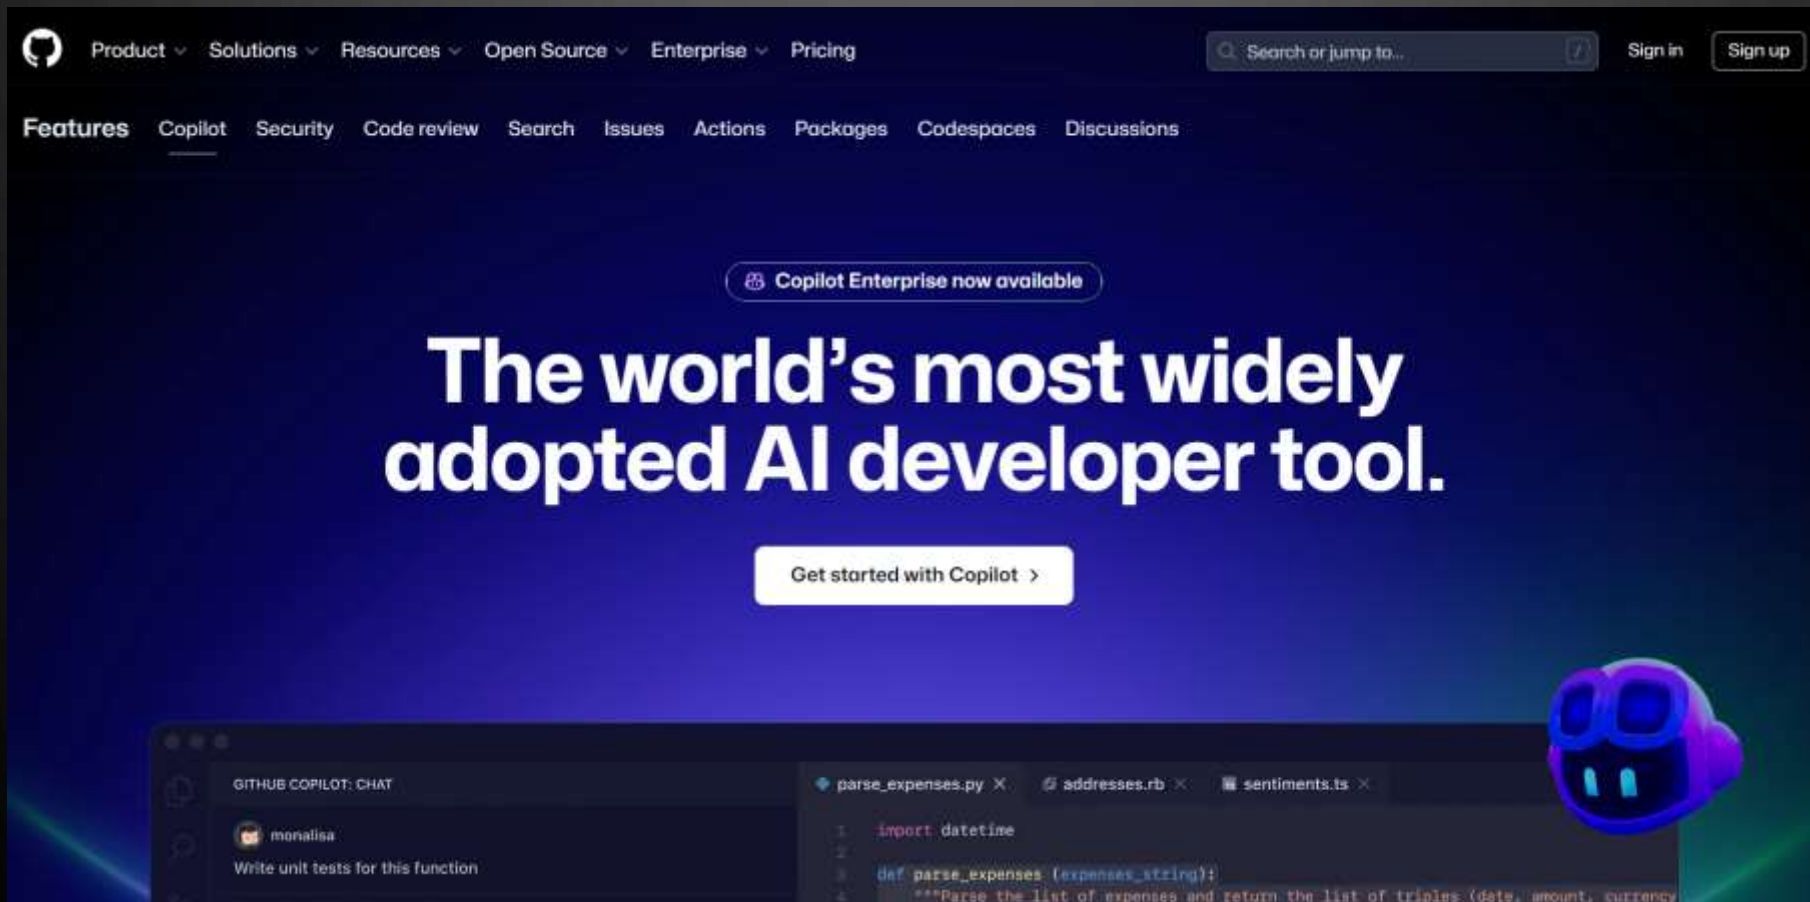 Product Solutions Resources Open Source Enterprise Pricing Search or jump to... / Sign in Sign up
Features Copilot Security Code review Search Issues Actions Packages Codespaces Discussions
Copilot Enterprise now available
The world's most widely
adopted AI developer tool.
Get started with Copilot >
GITHUB COPILOT: CHAT
monalisa
Write unit tests for this function
parse_expenses.py addresses.rb sentiments.ts
1 import datetime
2
3 def parse_expenses (expenses_string):
4 """Parse the list of expenses and return the list of triples (date, amount, currency